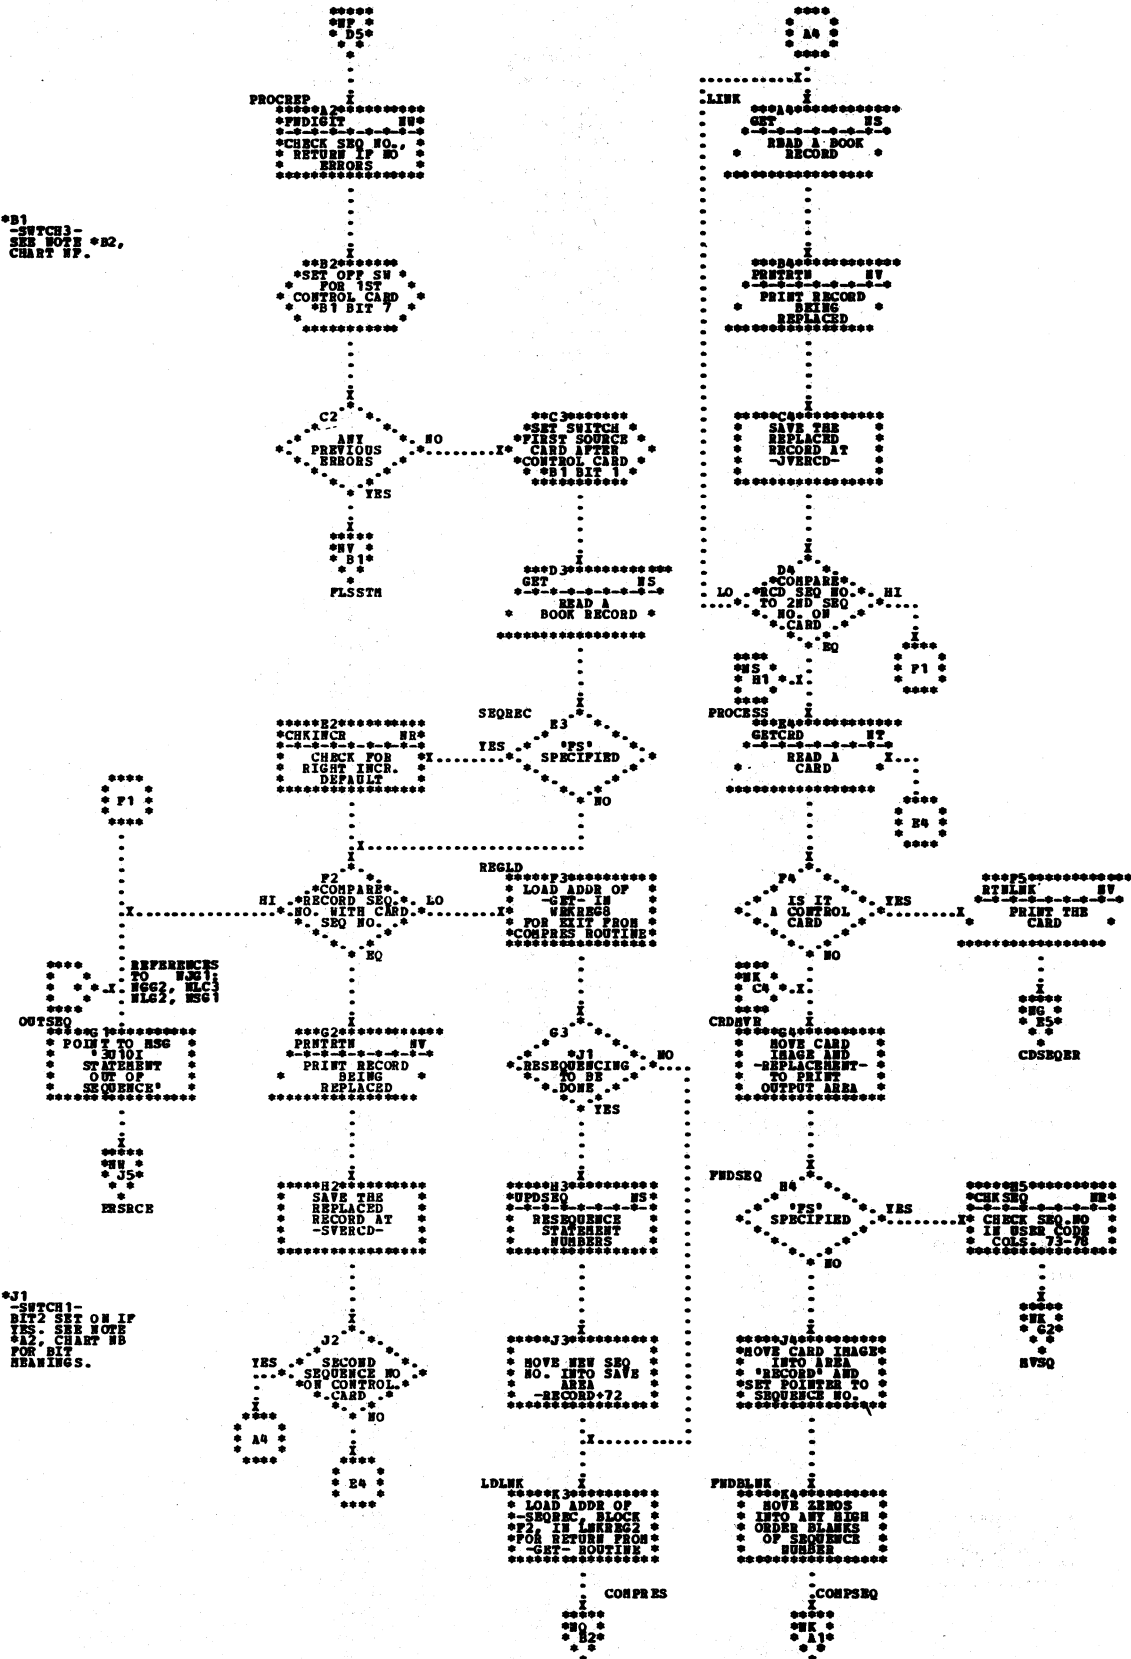 *NP *
D5*
A4
PROCREP
*****A2**********
*FNDIGIT NW*
*-*-*-*-*-*-*-*-*
*CHECK SEQ NO.,
RETURN IF NO
ERRORS
LINK
***A4************
GET NS
*-*-*-*-*-*-*-*-*
READ A BOOK
RECORD
*B1
-SWTCH3-
SEE NOTE *B2,
CHART NP.
**B2*******
*SET OFF SW *
FOR 1ST
CONTROL CARD
*B1 BIT 7
***B4************
PRNTRTN NV
*-*-*-*-*-*-*-*-*
PRINT RECORD
BEING
REPLACED
C2
ANY
PREVIOUS
ERRORS
NO
YES
**C3*******
*SET SWITCH *
*FIRST SOURCE
CARD AFTER
*CONTROL CARD
*B1 BIT 1
*****C4**********
SAVE THE
REPLACED
RECORD AT
-JVERCD-
*NV *
B1*
FLSSTM
***D3************
GET NS
*-*-*-*-*-*-*-*-*
READ A
BOOK RECORD
D4
*COMPARE*
*RCD SEQ NO.*
TO 2ND SEQ
NO. ON
CARD
LO
HI
EQ
F1
*NS *
H1
SEQREC
E3
'PS'
SPECIFIED
YES
NO
*****E2**********
*CHKINCR NR*
*-*-*-*-*-*-*-*-*
CHECK FOR
RIGHT INCR.
DEFAULT
PROCESS
***E4************
GETCRD NT
*-*-*-*-*-*-*-*-*
READ A
CARD
E4
F1
F2
*COMPARE*
*RECORD SEQ.*
NO. WITH CARD
SEQ NO.
HI
LO
EQ
REGLD
*****F3**********
LOAD ADDR OF
-GET- IN
WRKREG8
FOR EXIT FROM
*COMPRES ROUTINE*
F4
IS IT
A CONTROL
CARD
YES
NO
***F5************
RTNLNK NV
*-*-*-*-*-*-*-*-*
PRINT THE
CARD
REFERENCES
TO NJG1:
NGG2, NLC3
NLG2, NSG1
OUTSEQ
*****G1**********
POINT TO MSG
'3U10I
STATEMENT
OUT OF
SEQUENCE'
***G2************
PRNTRTN NV
*-*-*-*-*-*-*-*-*
PRINT RECORD
BEING
REPLACED
G3
*J1
RESEQUENCING
TO BE
DONE
NO
YES
*NK *
C4
CRDMVR
*****G4**********
MOVE CARD
IMAGE AND
-REPLACEMENT-
TO PRINT
OUTPUT AREA
*NG *
E5*
CDSEQER
*NW *
J5*
ERSRCE
*****H2**********
SAVE THE
REPLACED
RECORD AT
-SVERCD-
*****H3**********
*UPDSEQ NS*
*-*-*-*-*-*-*-*-*
RESEQUENCE
STATEMENT
NUMBERS
FNDSEQ
H4
'PS'
SPECIFIED
YES
NO
*****H5**********
*CHKSEQ NR*
*-*-*-*-*-*-*-*-*
CHECK SEQ.NO
IN USER CODE
COLS. 73-78
*J1
-SWTCH1-
BIT2 SET ON IF
YES. SEE NOTE
*A2, CHART NB
FOR BIT
MEANINGS.
J2
SECOND
SEQUENCE NO
*ON CONTROL.*
CARD
YES
NO
A4
E4
*****J3**********
MOVE NEW SEQ
NO. INTO SAVE
AREA
-RECORD+72
*****J4**********
*MOVE CARD IMAGE*
INTO AREA
'RECORD' AND
*SET POINTER TO
SEQUENCE NO.
*NK *
G2*
MVSQ
LDLNK
*****K3**********
LOAD ADDR OF
*-SEQREC, BLOCK
*F2, IN LNKREG2
*FOR RETURN FROM*
-GET- ROUTINE
FNDBLNK
*****K4**********
MOVE ZEROS
INTO ANY HIGH
ORDER BLANKS
OF SEQUENCE
NUMBER
COMPRES
*NQ *
B2*
COMPSEQ
*NK *
A1*